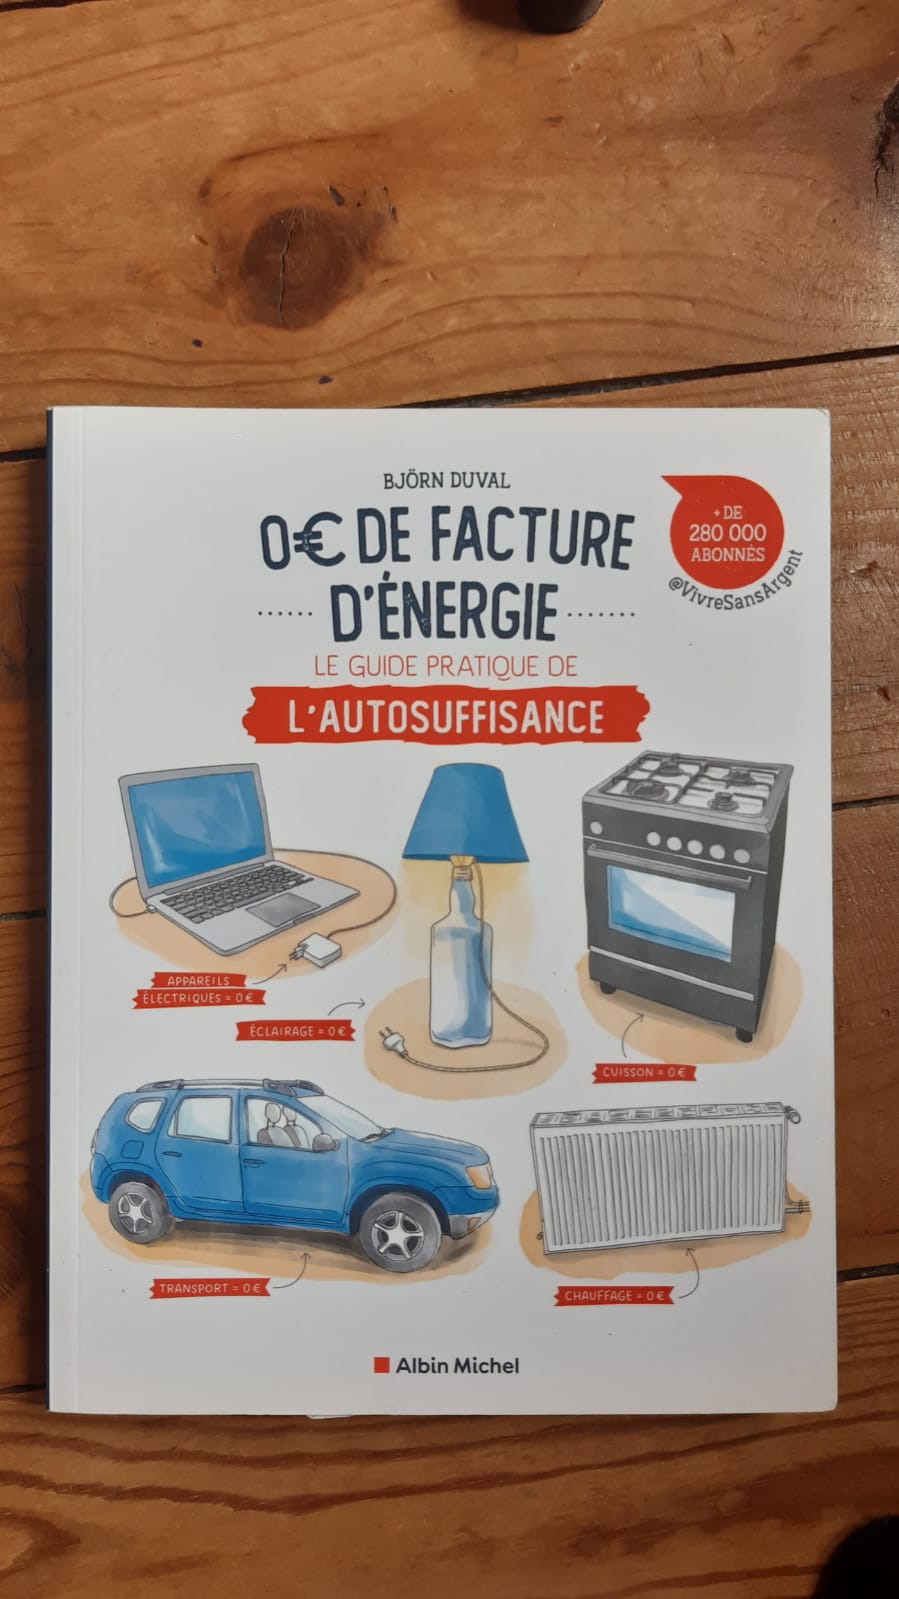 BJÖRN DUVAL
0€ DE FACTURE
D'ÉNERGIE
LE GUIDE PRATIQUE DE
L'AUTOSUFFISANCE
+ DE
280 000
ABONNÉS
@VivreSansArgent
APPAREILS
ÉLECTRIQUES = 0€
ÉCLAIRAGE = 0€
CUISSON = 0€
TRANSPORT = 0€
CHAUFFAGE = 0€
Albin Michel